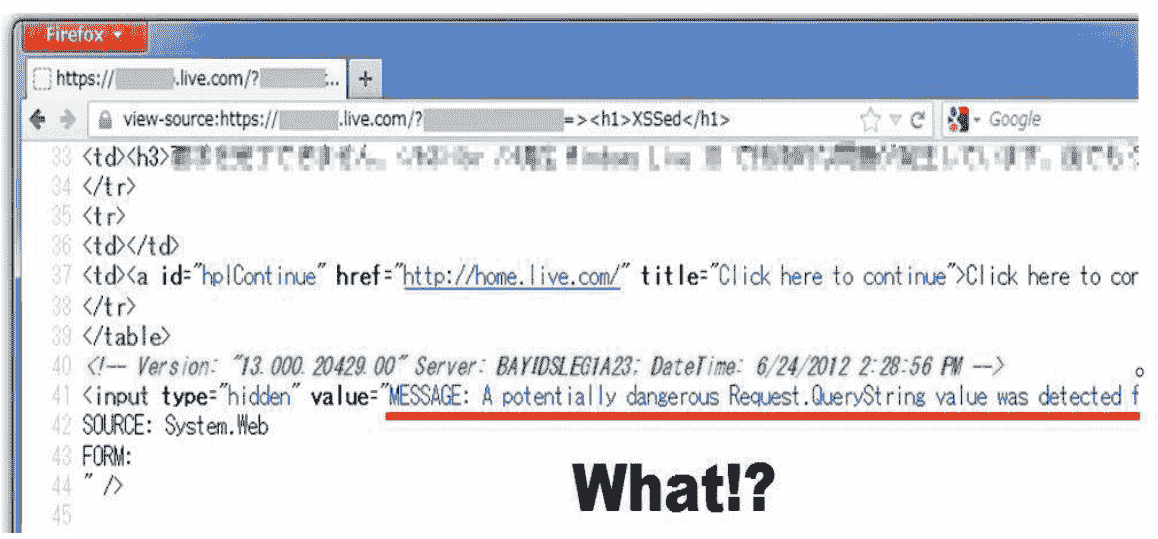 Firefox
https:// .live.com/? :... +
view-source:https:// .live.com/? =><h1>XSSed</h1> Google
33 <td><h3>
34 </tr>
35 <tr>
36 <td></td>
37 <td><a id="hplContinue" href="http://home.live.com/" title="Click here to continue">Click here to cor
38 </tr>
39 </table>
40 <!-- Version: "13.000.20429.00" Server: BAYIDSLEG1A23; DateTime: 6/24/2012 2:28:56 PM -->
41 <input type="hidden" value="MESSAGE: A potentially dangerous Request.QueryString value was detected f
42 SOURCE: System.Web
43 FORM:
44 " />
45
What!?